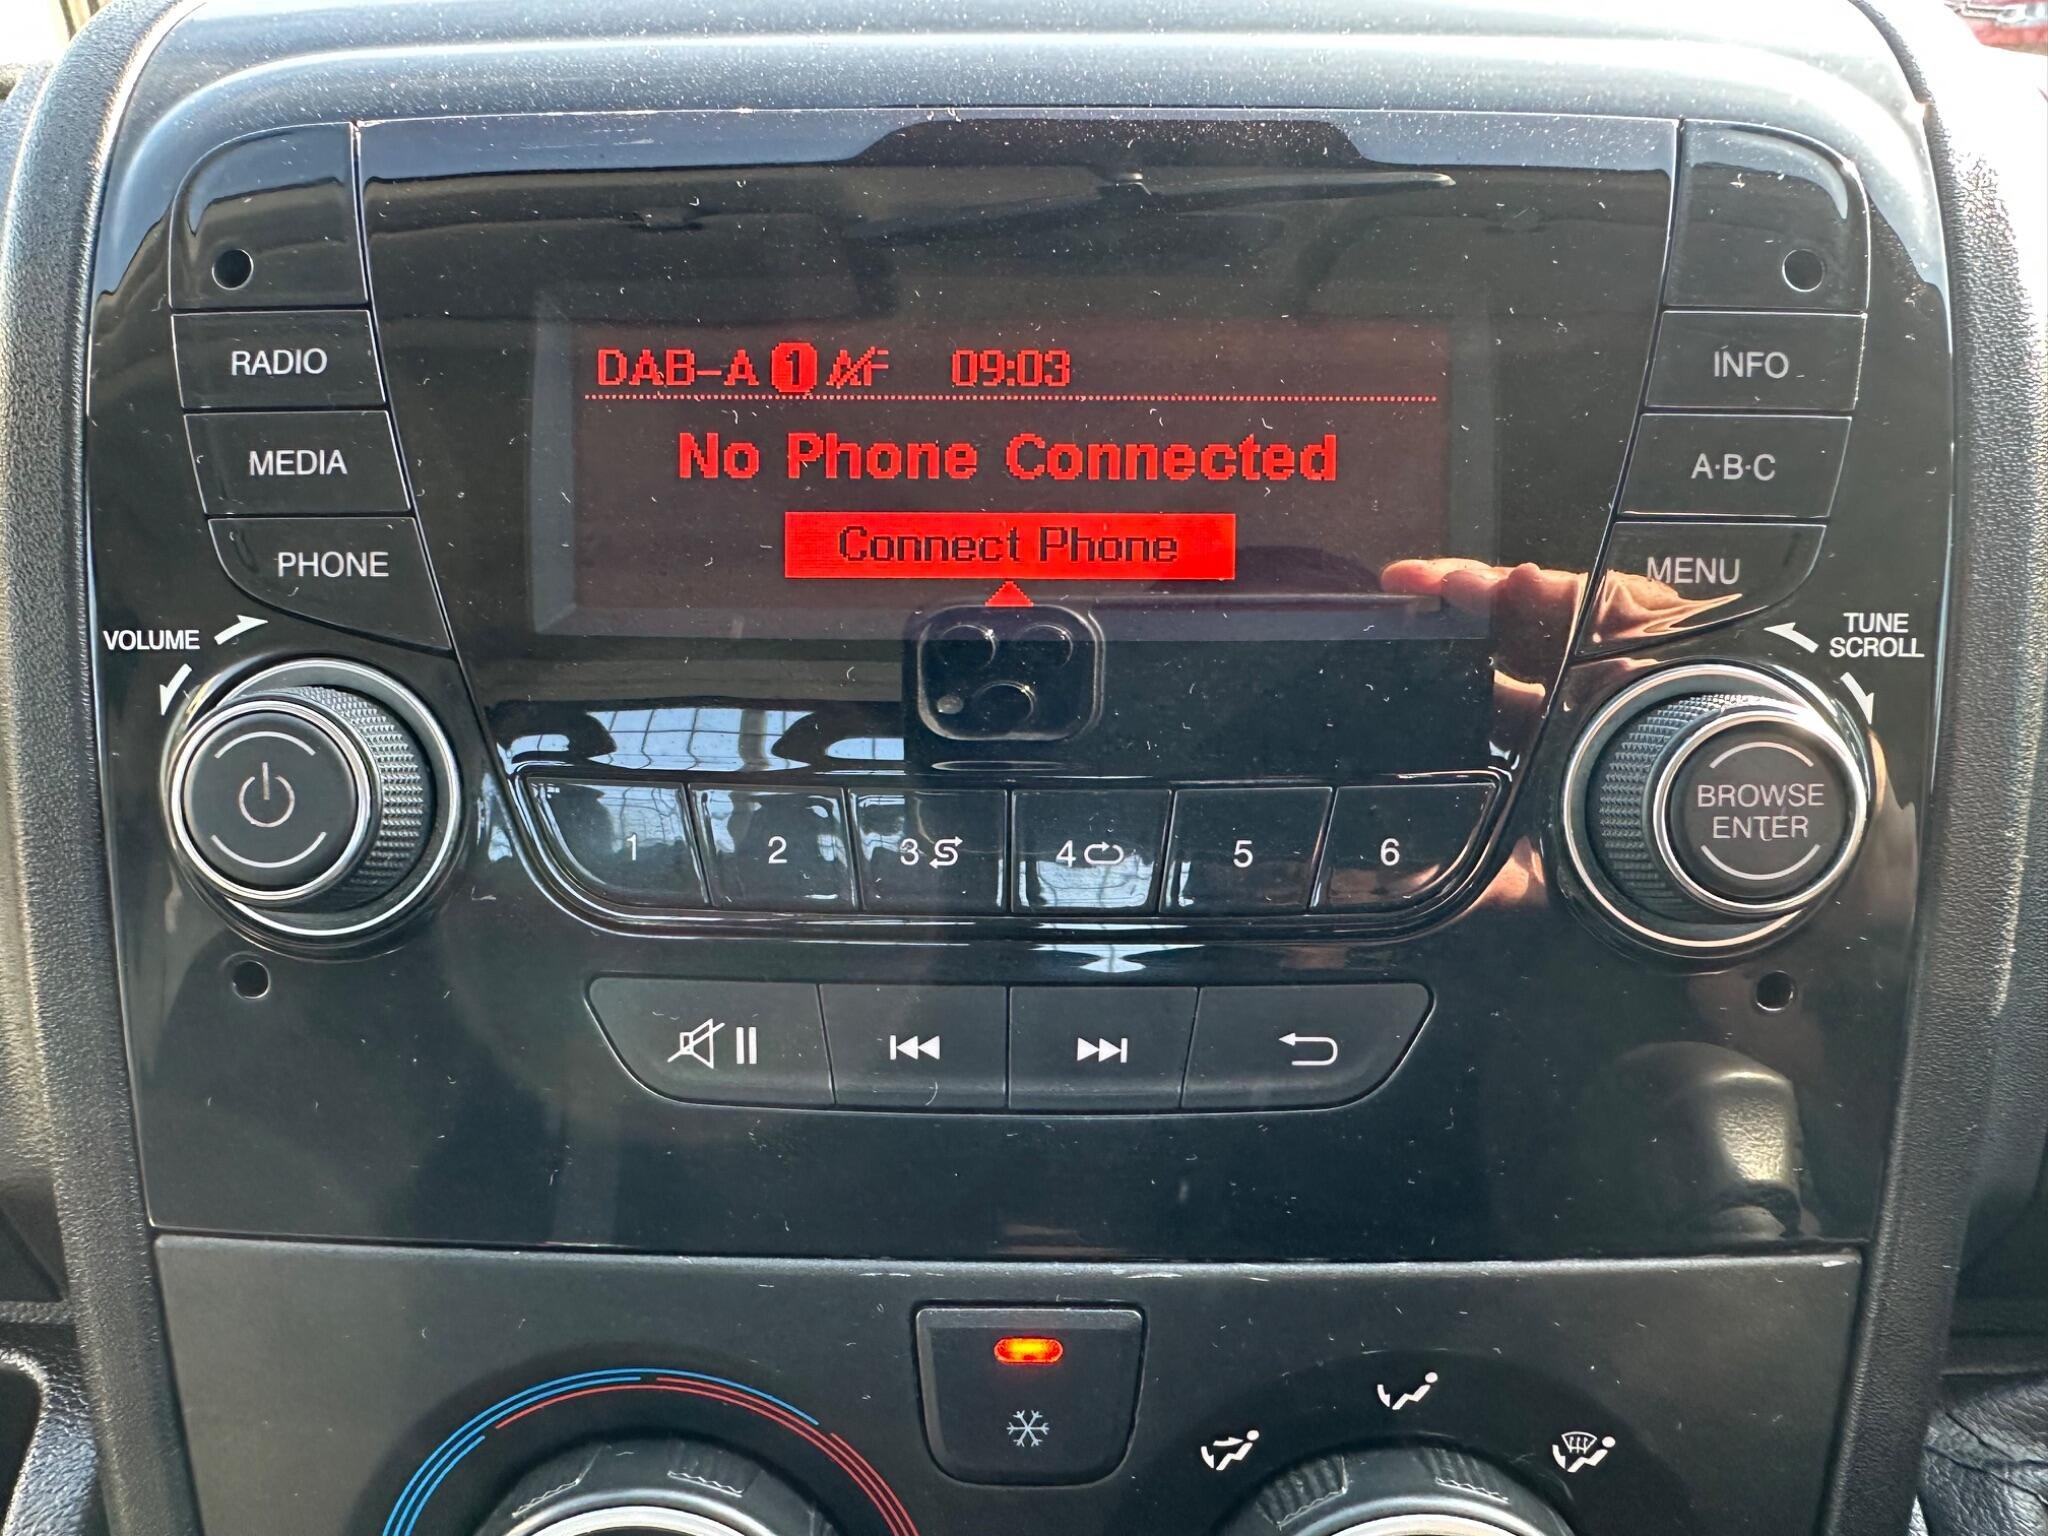 DAB-A 1 AF 09:03
No Phone Connected
Connect Phone
RADIO
MEDIA
PHONE
VOLUME
INFO
A·B·C
MENU
TUNE
SCROLL
BROWSE
ENTER
1 2 3 4 5 6